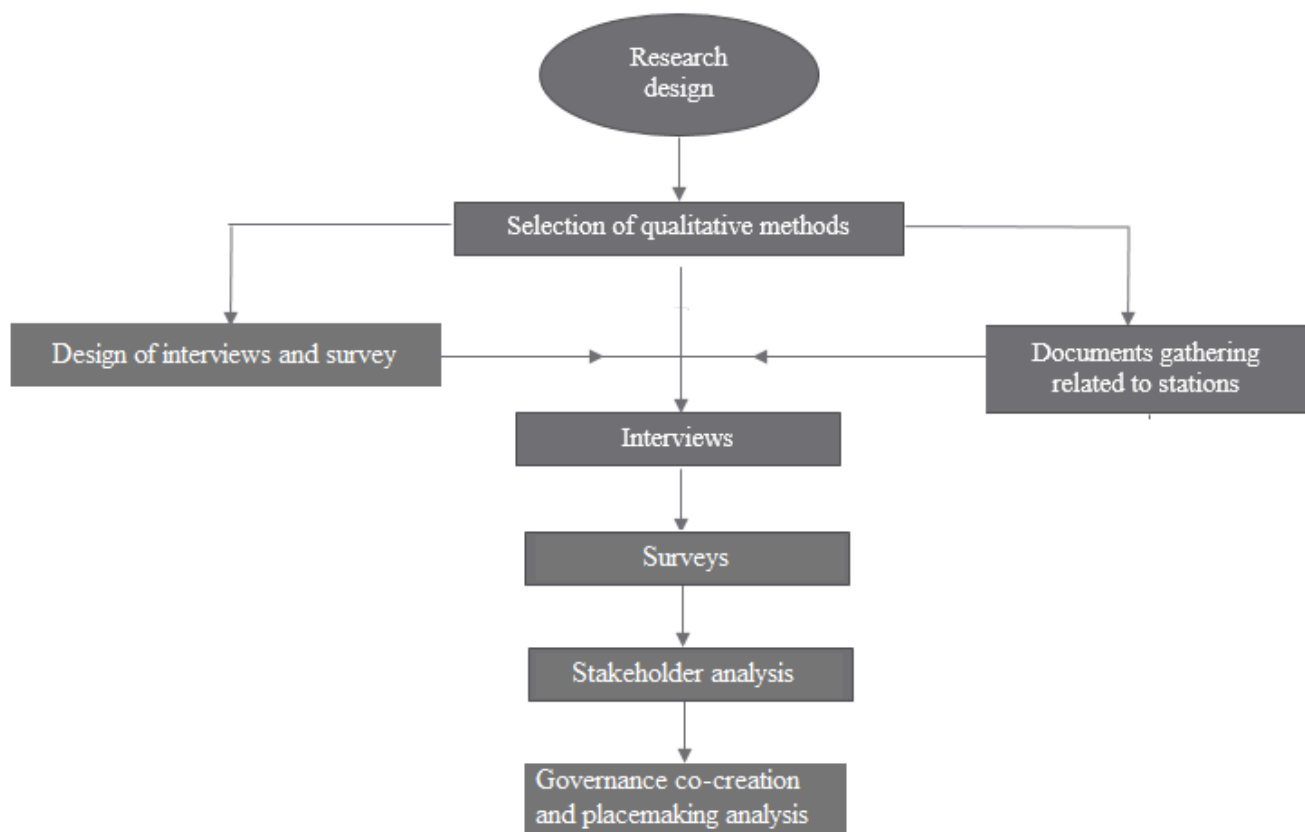 Research
design
Selection of qualitative methods
Design of interviews and survey
Documents gathering
related to stations
Interviews
Surveys
Stakeholder analysis
Governance co-creation
and placemaking analysis